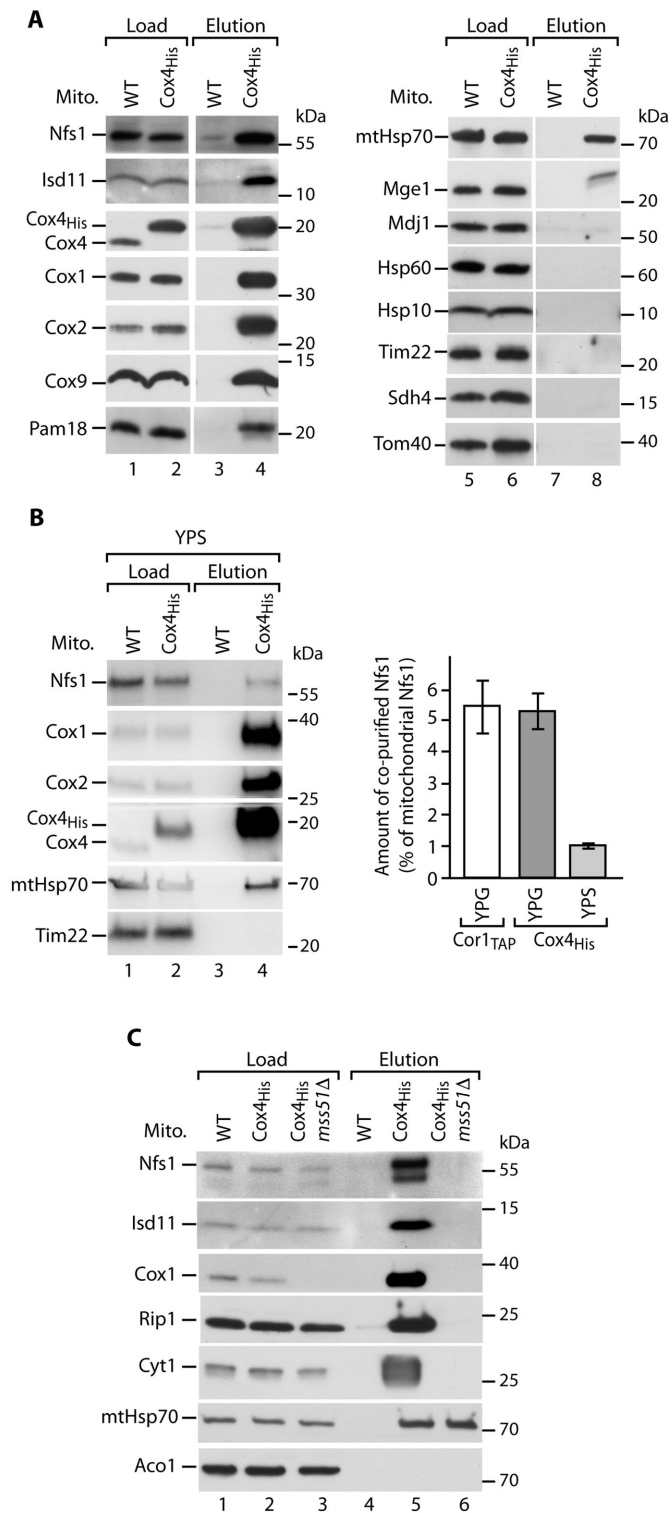 A
Load Elution
Mito. WT Cox4His WT Cox4His kDa
Nfs1 55
Isd11 10
Cox4His 20
Cox4
Cox1 30
Cox2 20
Cox9 15
Pam18 20
1 2 3 4
Load Elution
WT Cox4His WT Cox4His kDa
mtHsp70 70
Mge1 20
Mdj1 50
Hsp60 60
Hsp10 10
Tim22 20
Sdh4 15
Tom40 40
5 6 7 8
B
YPS
Load Elution
Mito. WT Cox4His WT Cox4His kDa
Nfs1 55
Cox1 40
Cox2 25
Cox4His 20
Cox4
mtHsp70 70
Tim22 20
1 2 3 4
Amount of co-purified Nfs1
(% of mitochondrial Nfs1)
6
5
4
3
2
1
0
YPG YPG YPS
Cor1TAP Cox4His
C
Load Elution
Mito. WT Cox4His Cox4His mss51Δ WT Cox4His Cox4His mss51Δ kDa
Nfs1 55
Isd11 15
Cox1 40
Rip1 25
Cyt1 25
mtHsp70 70
Aco1 70
1 2 3 4 5 6